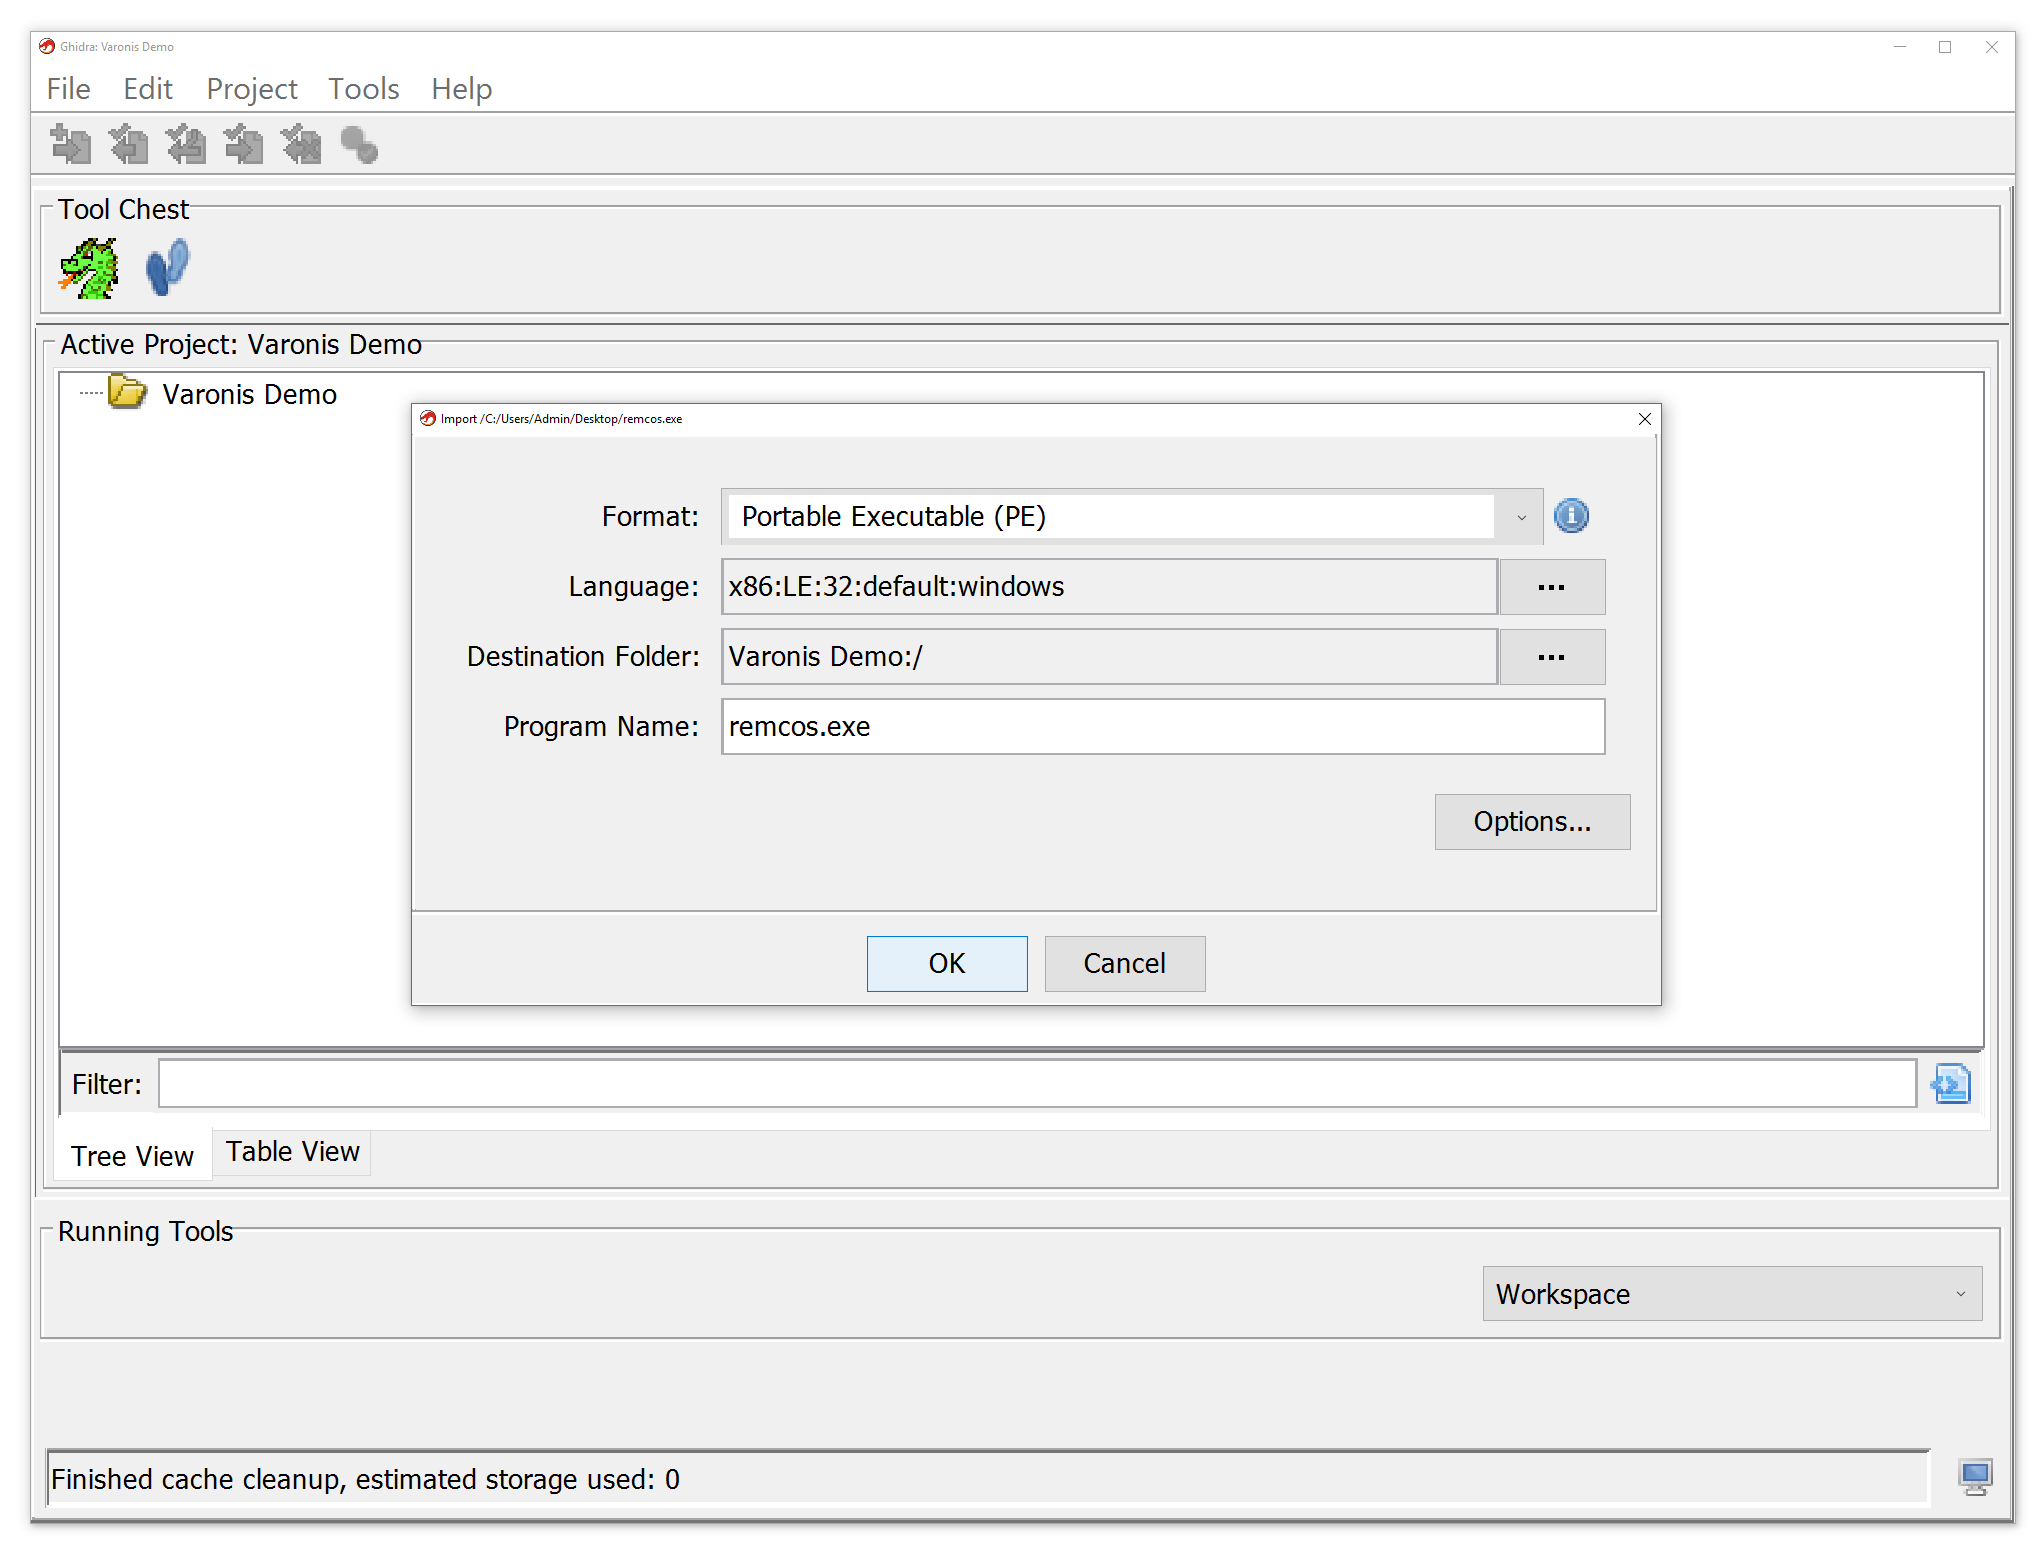 Ghidra: Varonis Demo
File Edit Project Tools Help
Tool Chest
Active Project: Varonis Demo
Varonis Demo
Import /C:/Users/Admin/Desktop/remcos.exe
Format: Portable Executable (PE)
Language: x86:LE:32:default:windows ...
Destination Folder: Varonis Demo:/ ...
Program Name: remcos.exe
Options...
OK Cancel
Filter:
Tree View Table View
Running Tools
Workspace
Finished cache cleanup, estimated storage used: 0